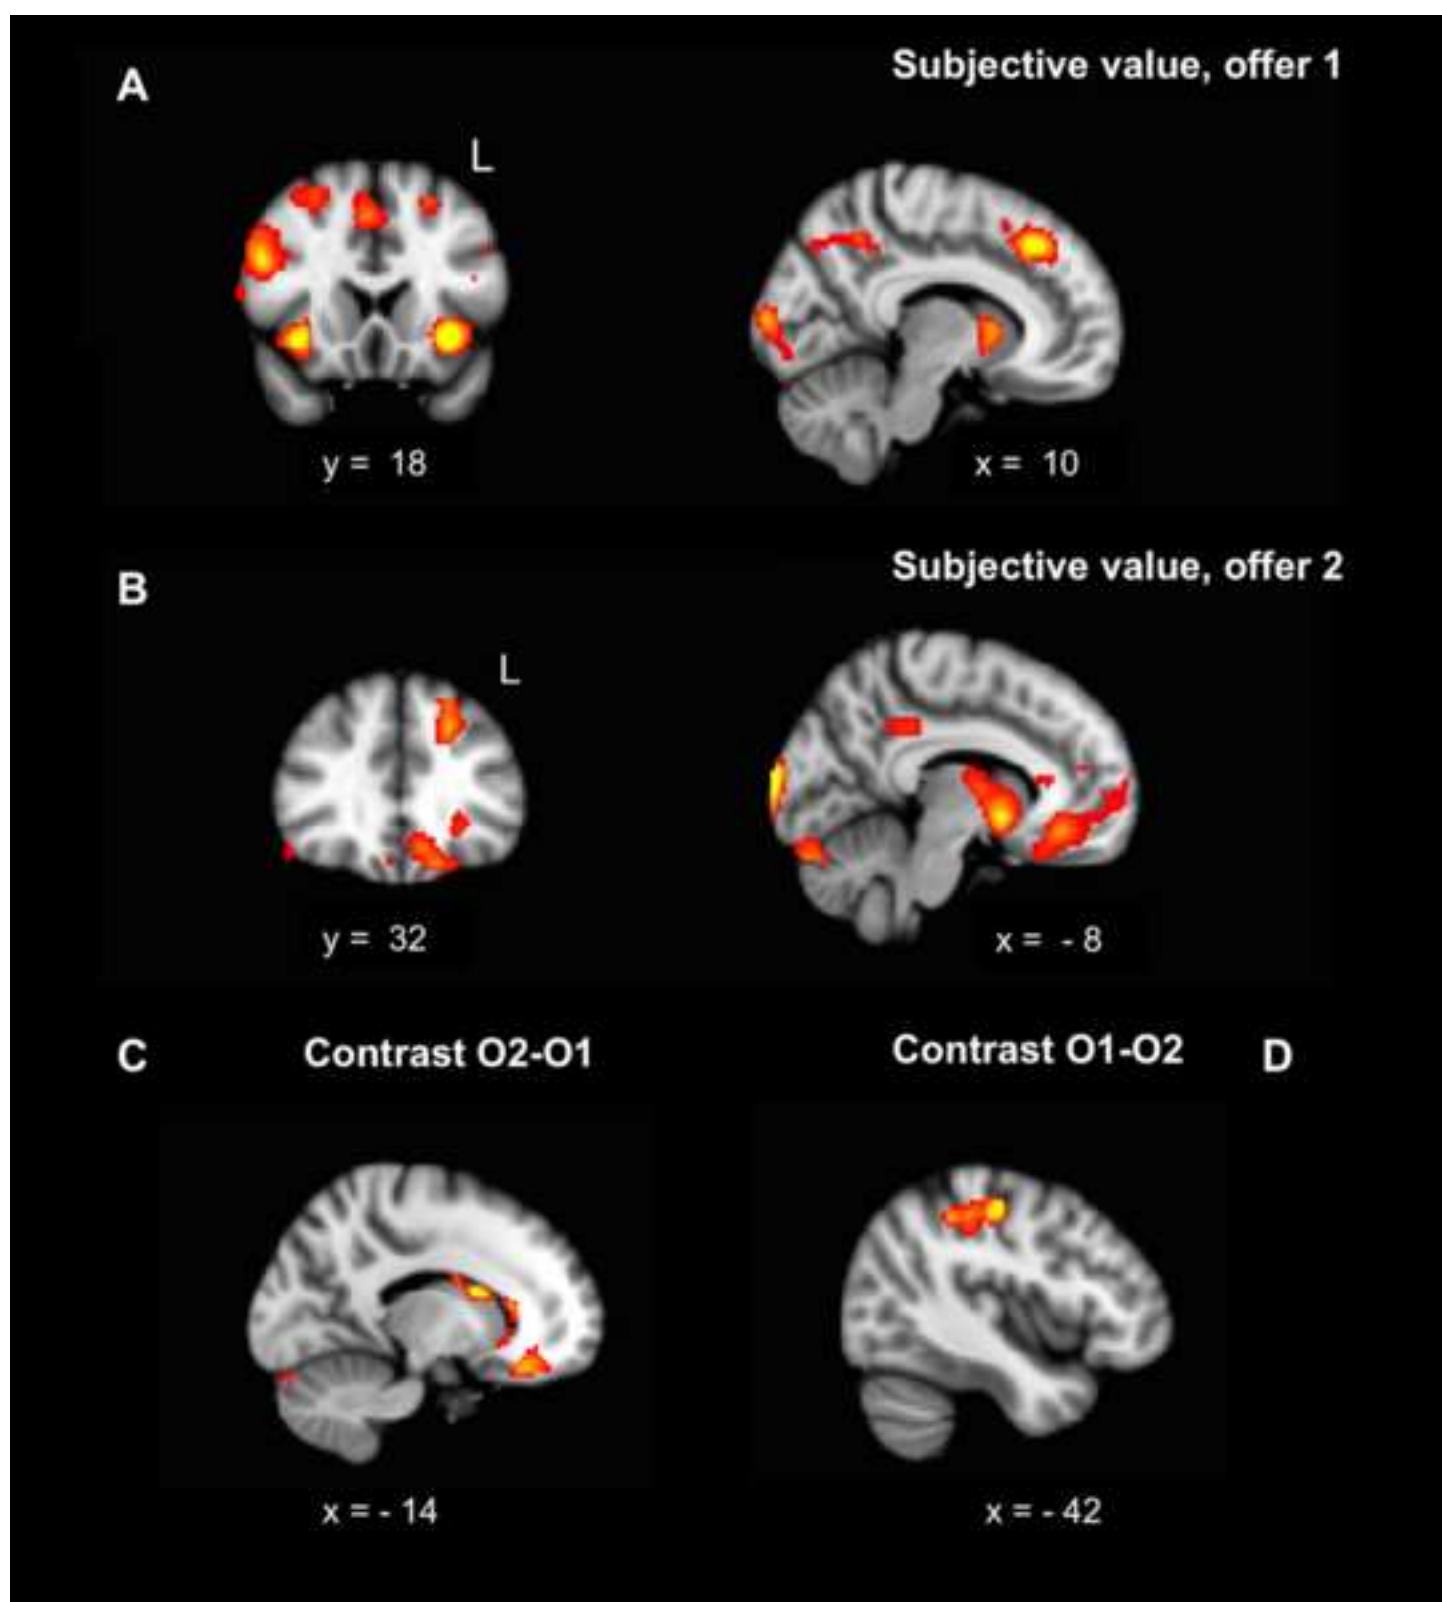 A
Subjective value, offer 1
L
y = 18
x = 10
B
Subjective value, offer 2
L
y = 32
x = - 8
C
Contrast O2-O1
Contrast O1-O2
D
x = - 14
x = - 42